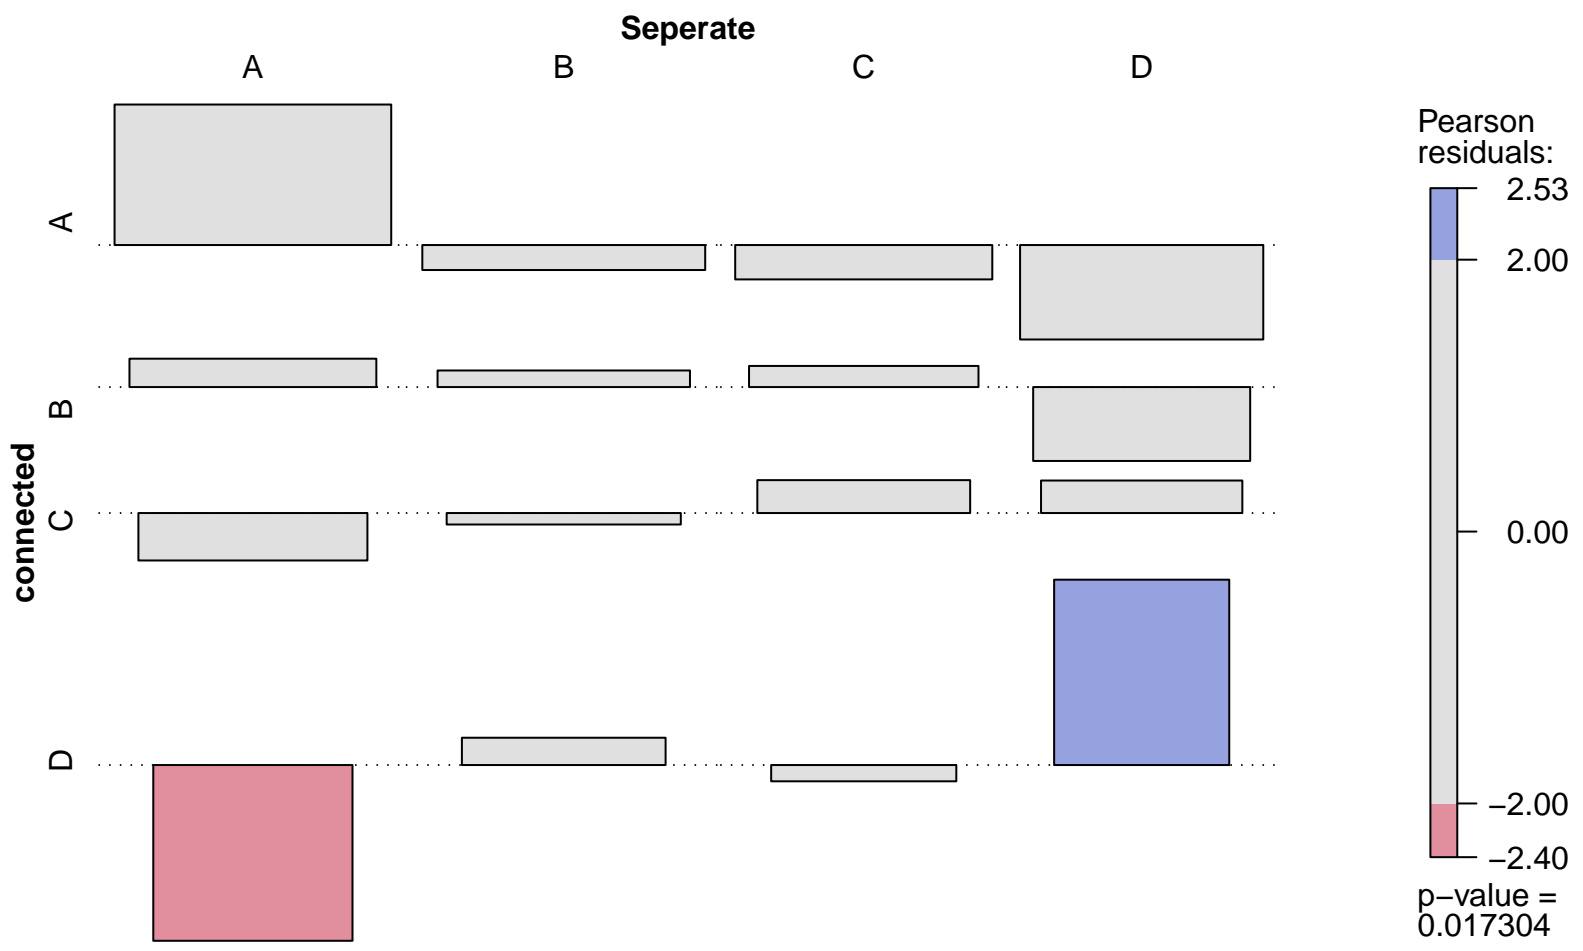 Seperate
A B C D
A
B
C
D
connected
Pearson
residuals:
2.53
2.00
0.00
−2.00
−2.40
p−value =
0.017304